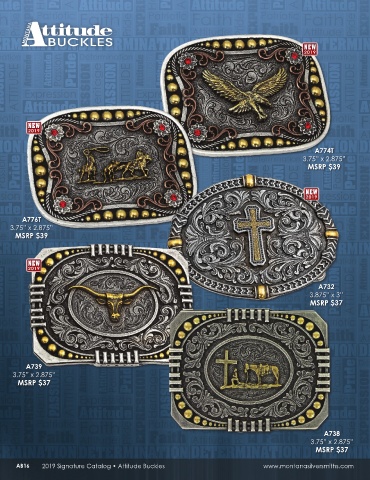 MONTANA
Attitude
BUCKLES
NEW
2019
A774T
3.75" x 2.875"
MSRP $39
NEW
2019
A776T
3.75" x 2.875"
MSRP $39
NEW
2019
A732
3.875" x 3"
MSRP $37
NEW
2019
A739
3.75" x 2.875"
MSRP $37
A738
3.75" x 2.875"
MSRP $37
AB16 2019 Signature Catalog • Attitude Buckles www.montanasilversmiths.com